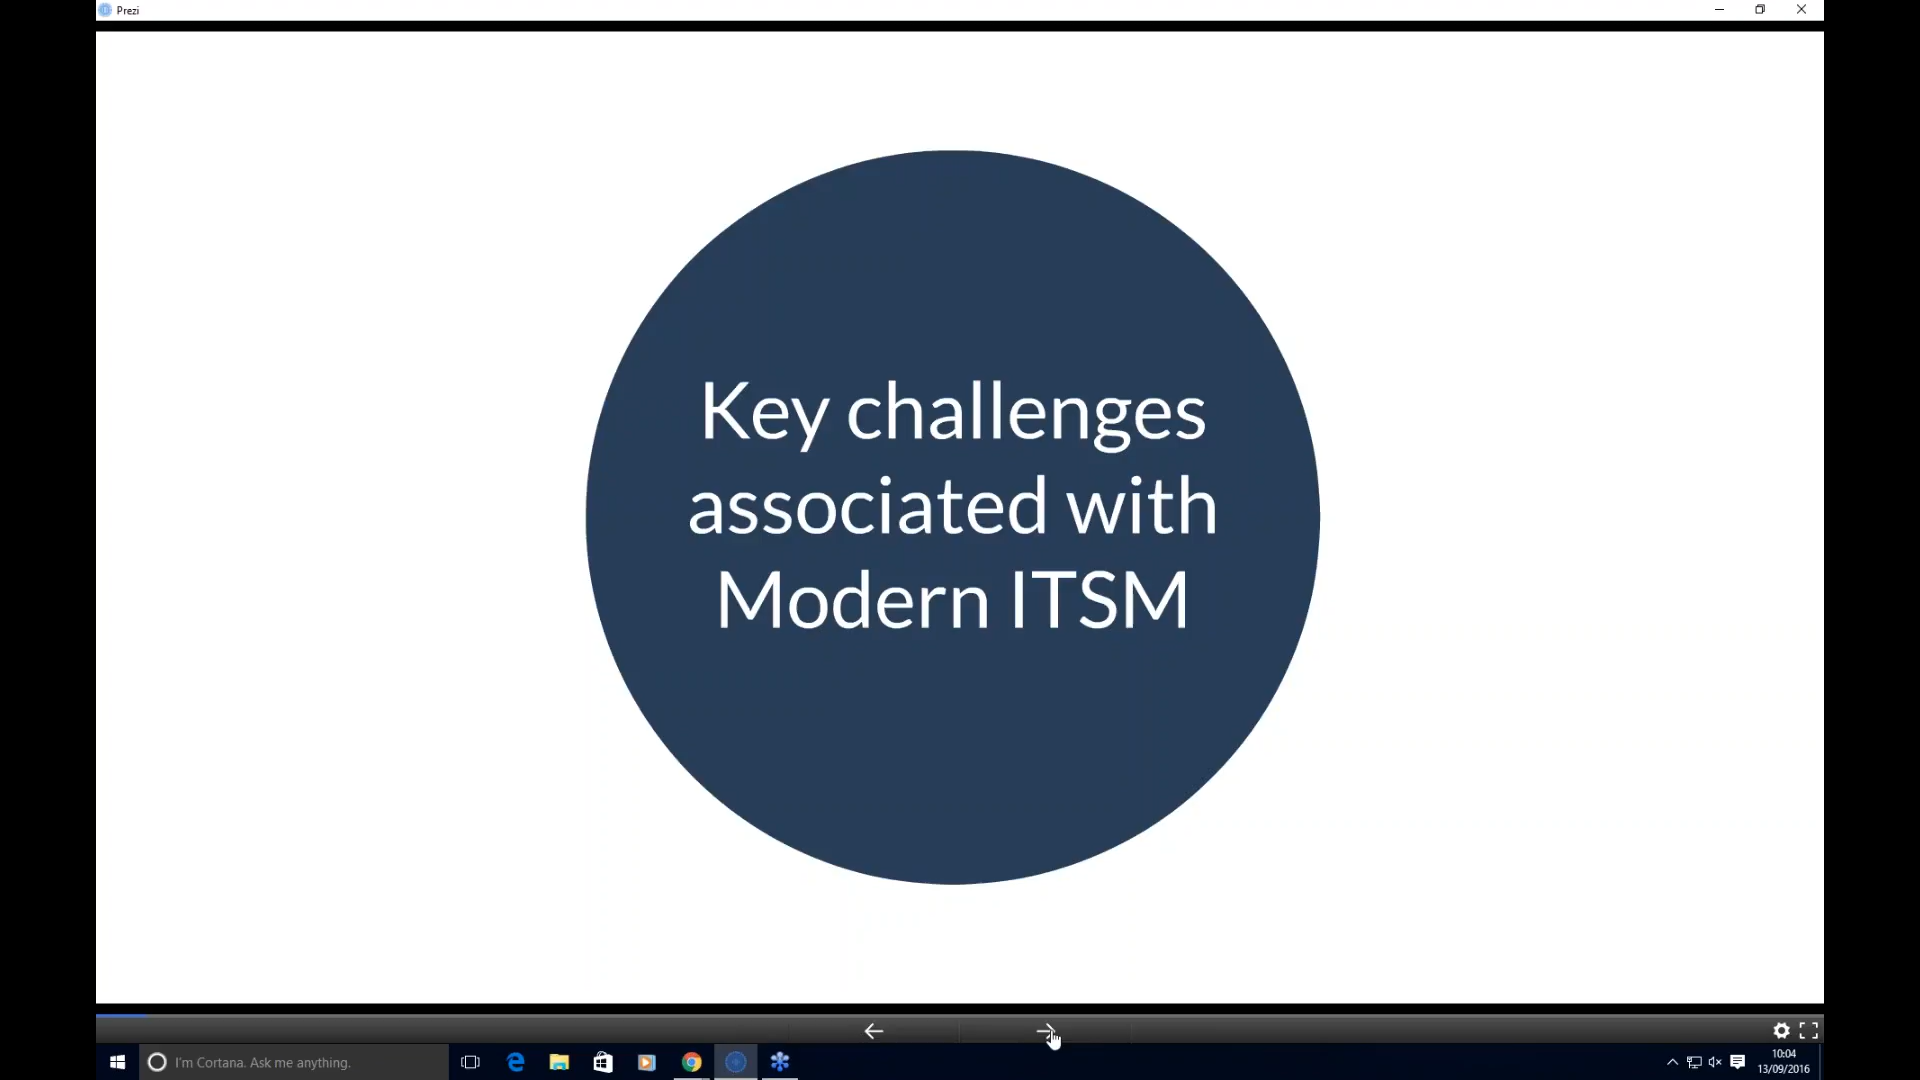 Prezi
Key challenges
associated with
Modern ITSM
I'm Cortana. Ask me anything.
10:04
13/09/2016